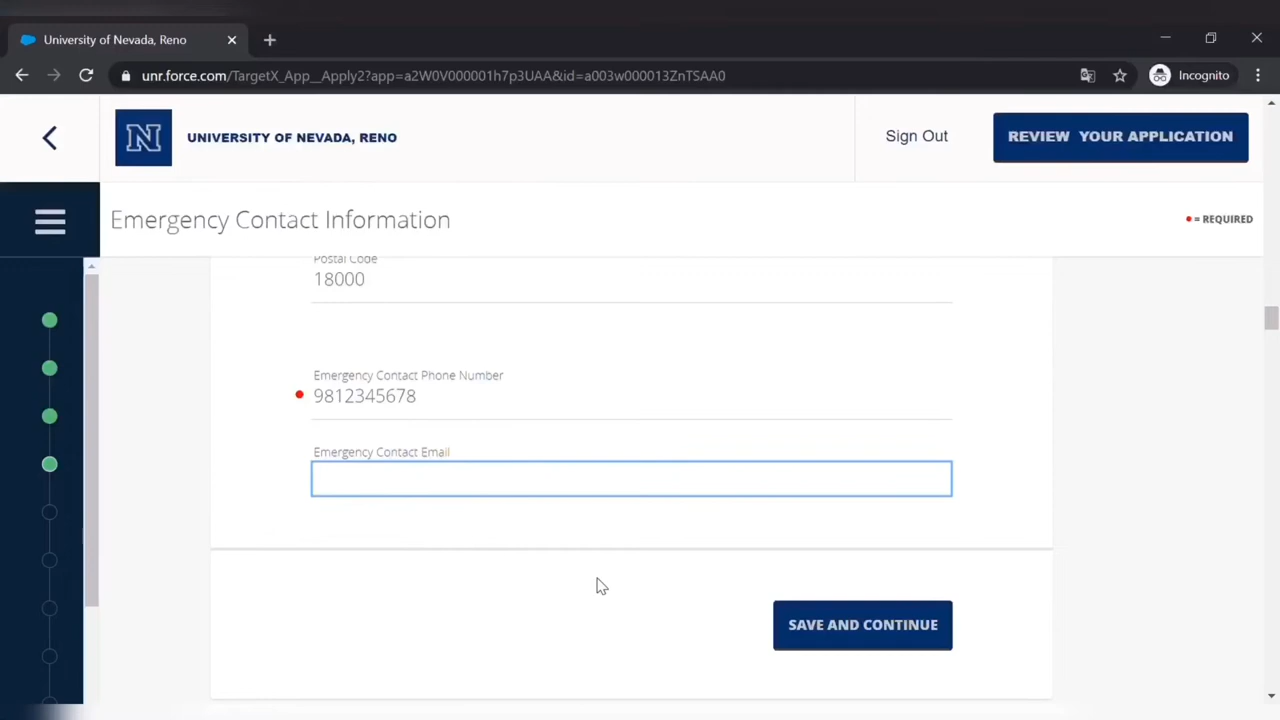 University of Nevada, Reno
unr.force.com/TargetX_App__Apply2?app=a2W0V000001h7p3UAA&id=a003w000013ZnTSAA0
Incognito
N
UNIVERSITY OF NEVADA, RENO
Sign Out
REVIEW YOUR APPLICATION
Emergency Contact Information
= REQUIRED
Postal Code
18000
Emergency Contact Phone Number
9812345678
Emergency Contact Email
SAVE AND CONTINUE